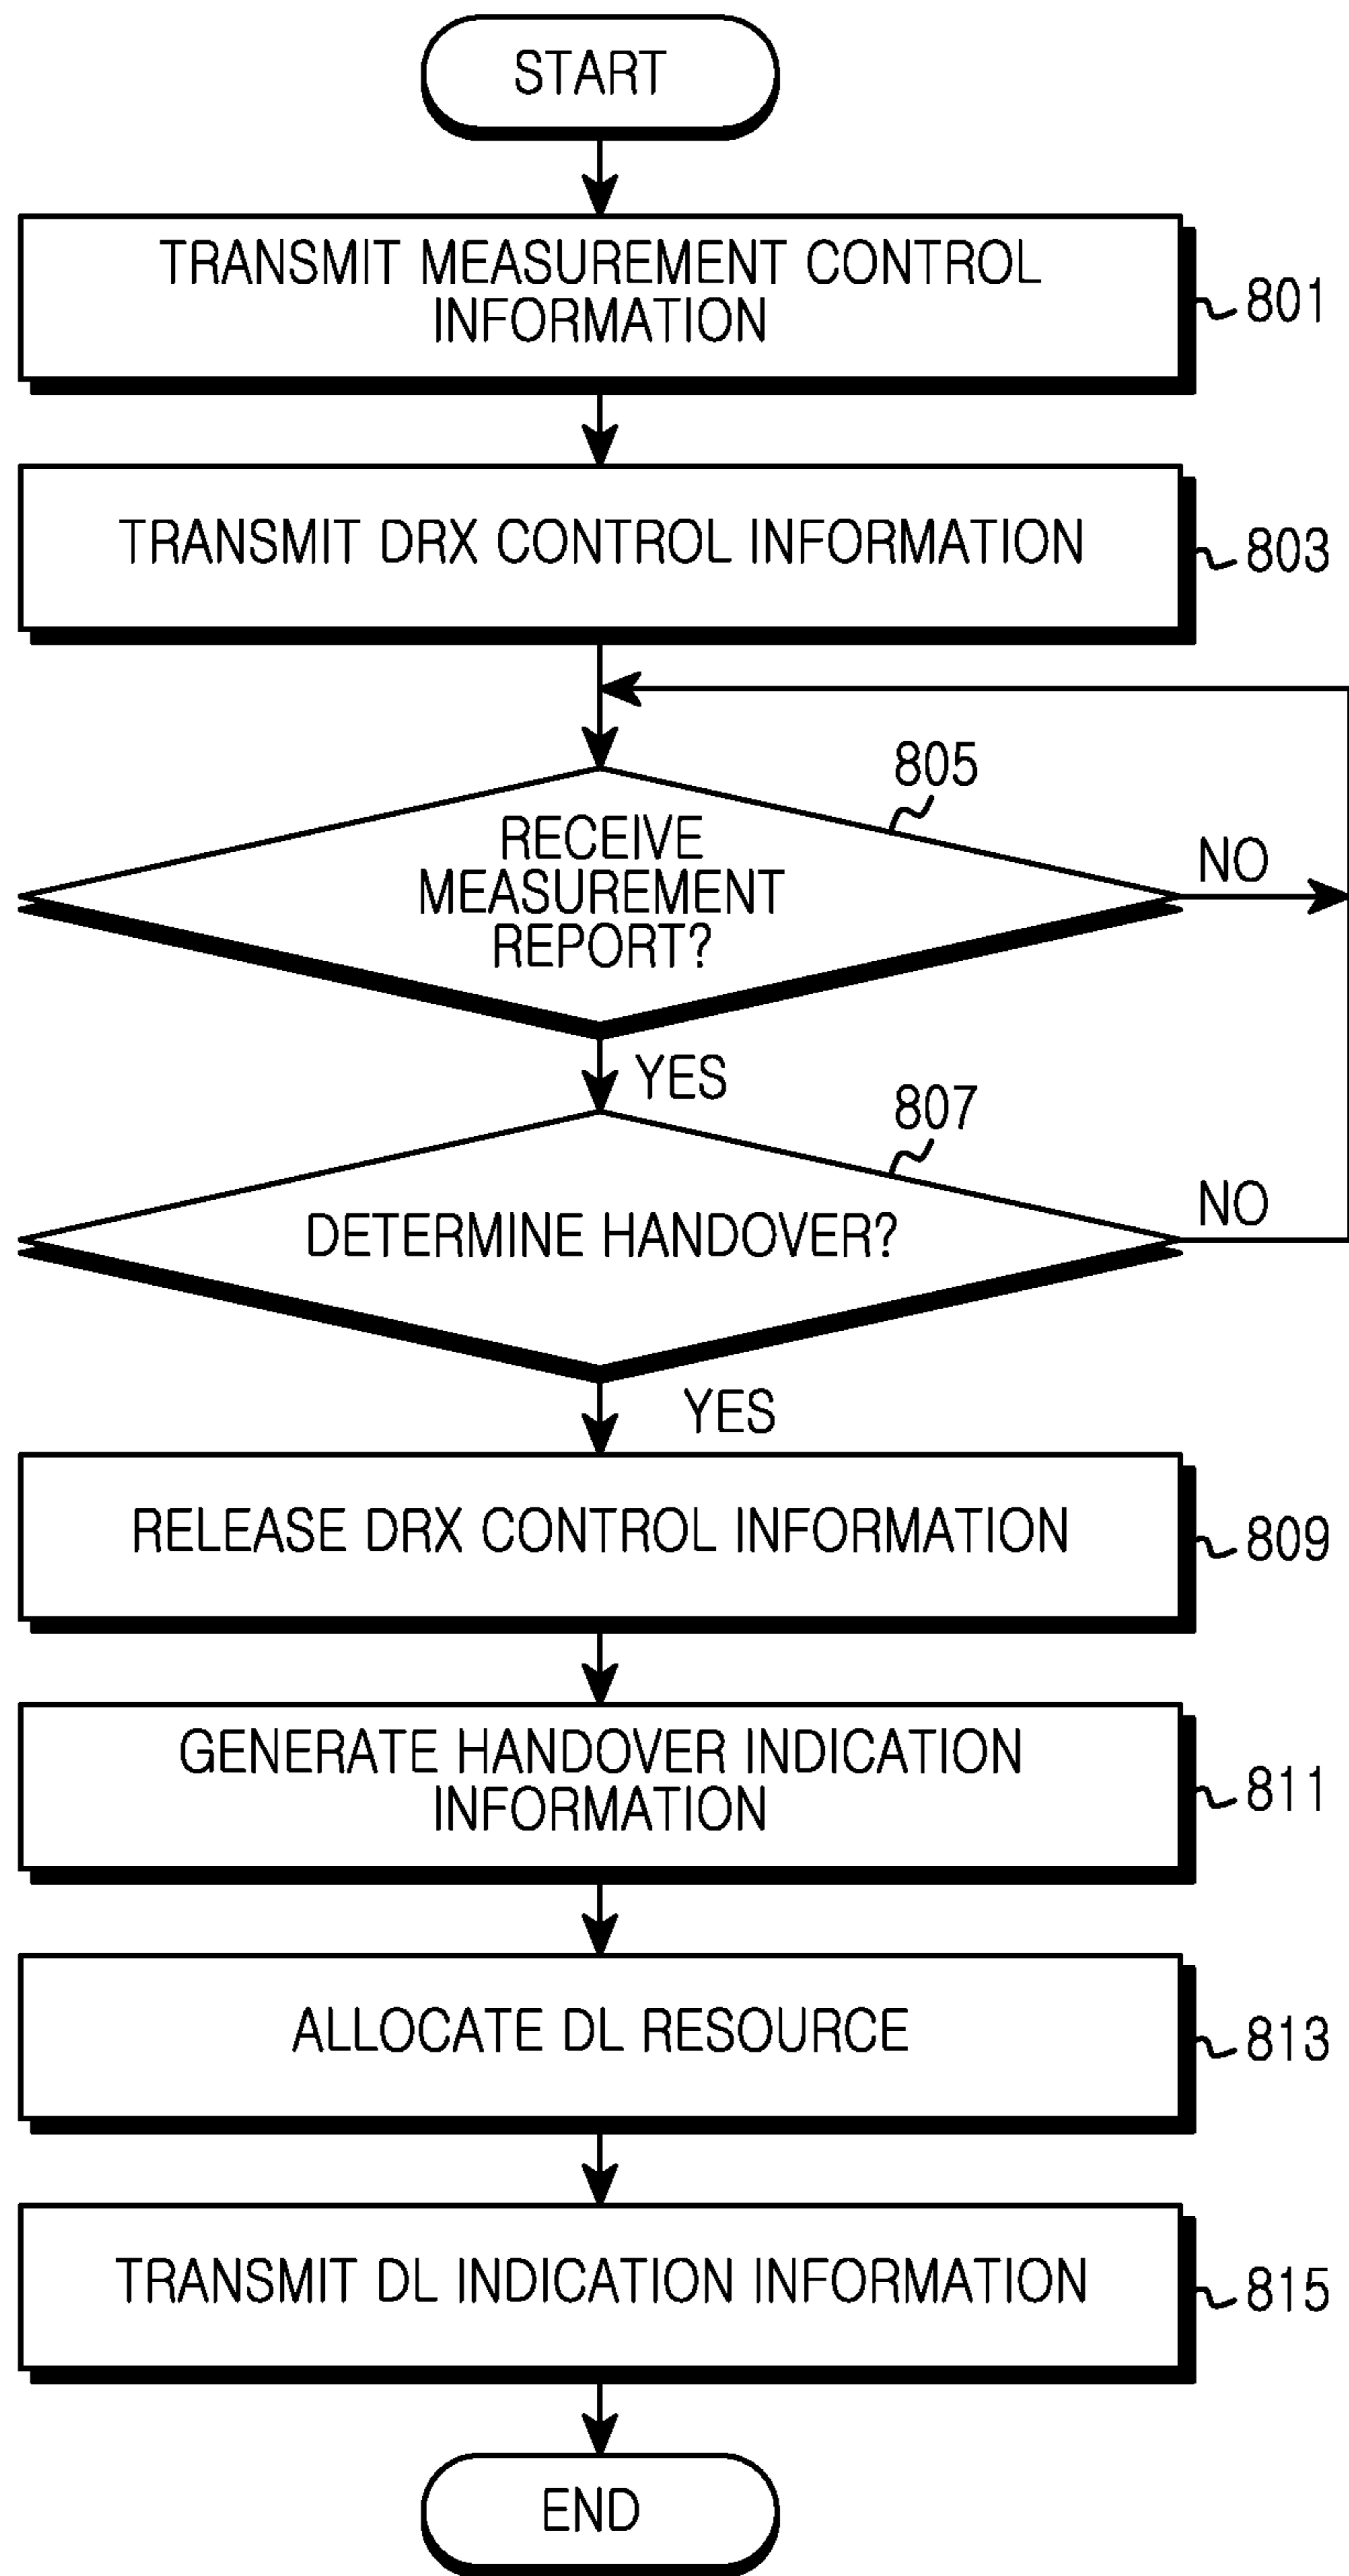 START
TRANSMIT MEASUREMENT CONTROL
INFORMATION
801
TRANSMIT DRX CONTROL INFORMATION
803
805
RECEIVE
MEASUREMENT
REPORT?
NO
YES
807
DETERMINE HANDOVER?
NO
YES
RELEASE DRX CONTROL INFORMATION
809
GENERATE HANDOVER INDICATION
INFORMATION
811
ALLOCATE DL RESOURCE
813
TRANSMIT DL INDICATION INFORMATION
815
END